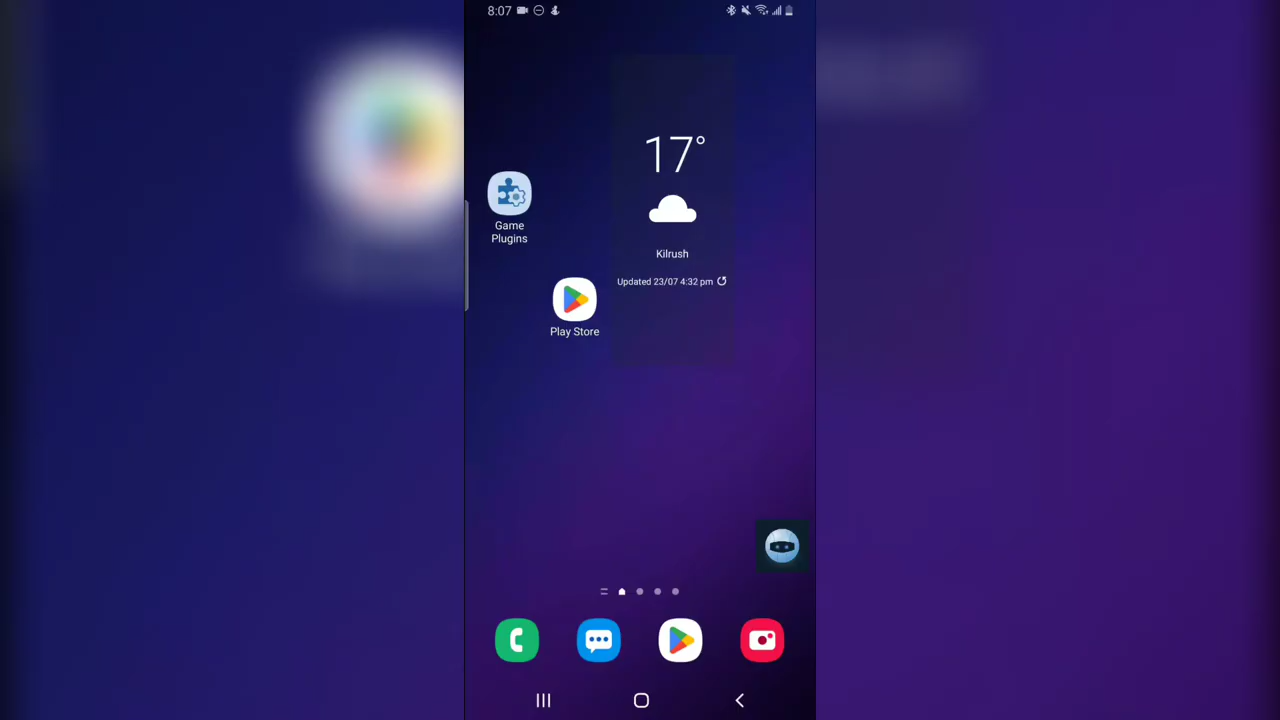 8:07
17°
Game
Plugins
Kilrush
Updated 23/07 4:32 pm
Play Store